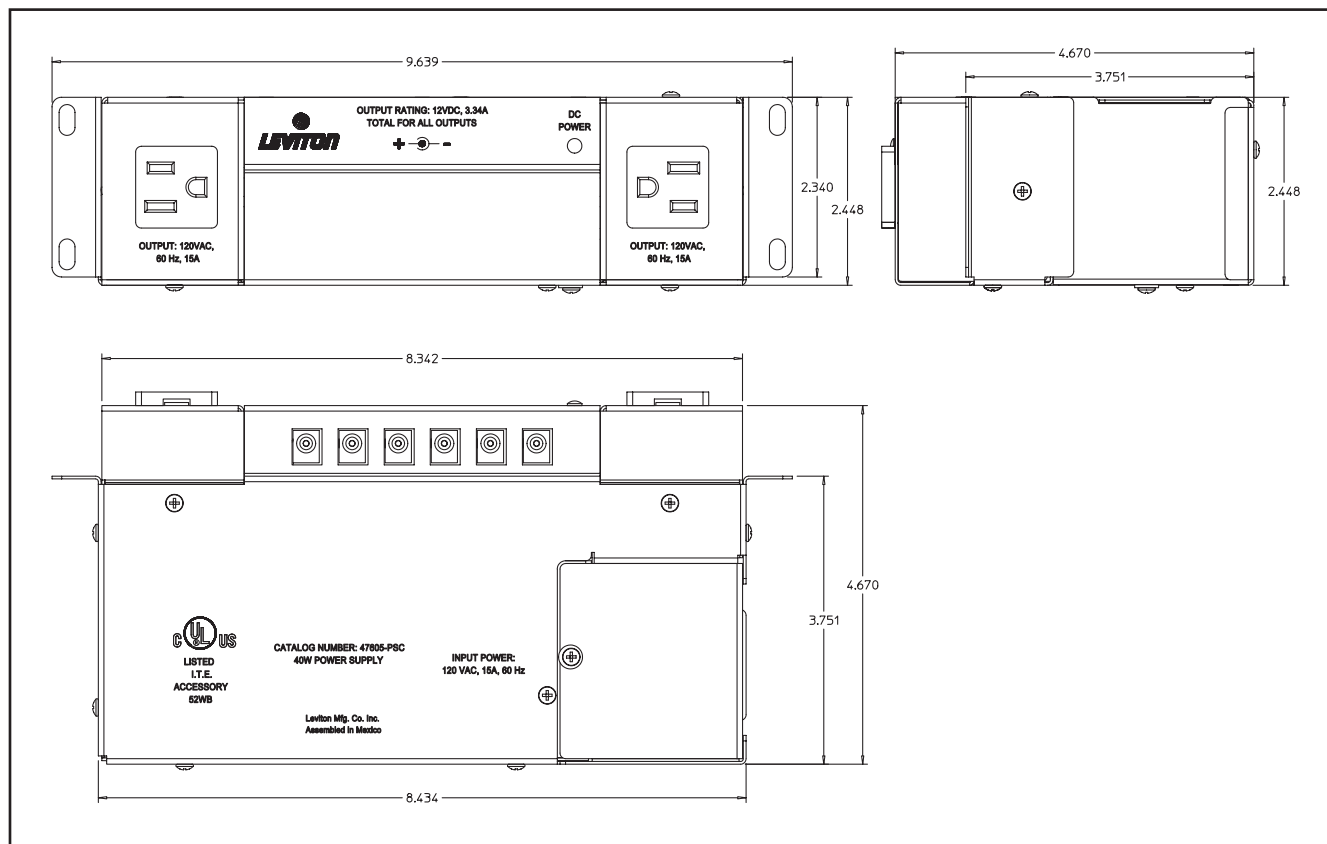 9.639
4.670
3.751
OUTPUT RATING: 12VDC, 3.34A
TOTAL FOR ALL OUTPUTS
DC
POWER
LEVITON
+ -
2.340
2.448
2.448
OUTPUT: 120VAC,
60 Hz, 15A
OUTPUT: 120VAC,
60 Hz, 15A
8.342
4.670
3.751
C UL US
LISTED
I.T.E.
ACCESSORY
52WB
CATALOG NUMBER: 47605-PSC
40W POWER SUPPLY
INPUT POWER:
120 VAC, 15A, 60 Hz
Leviton Mfg. Co. Inc.
Assembled in Mexico
8.434